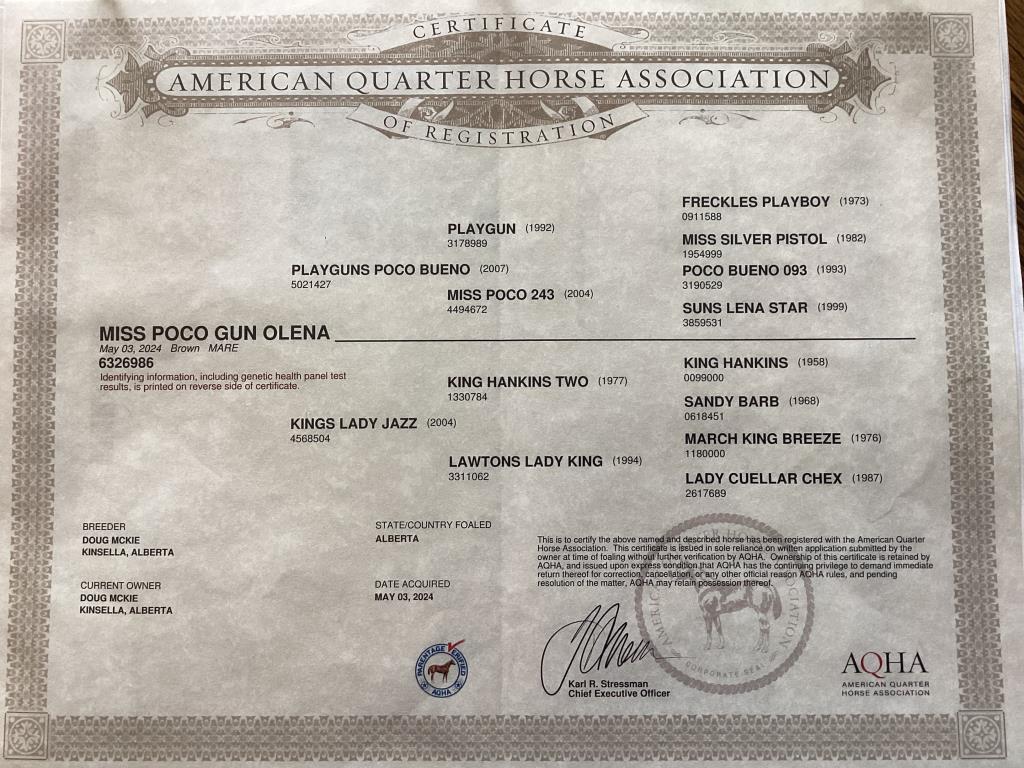 CERTIFICATE
AMERICAN QUARTER HORSE ASSOCIATION
OF REGISTRATION
FRECKLES PLAYBOY (1973)
0911588
PLAYGUN (1992)
3178989
MISS SILVER PISTOL (1982)
1954999
PLAYGUNS POCO BUENO (2007)
5021427
POCO BUENO 093 (1993)
3190529
MISS POCO 243 (2004)
4494672
SUNS LENA STAR (1999)
3859531
MISS POCO GUN OLENA
May 03, 2024 Brown MARE
6326986
Identifying information, including genetic health panel test
results, is printed on reverse side of certificate.
KING HANKINS (1958)
0099000
KING HANKINS TWO (1977)
1330784
SANDY BARB (1968)
0618451
KINGS LADY JAZZ (2004)
4568504
MARCH KING BREEZE (1976)
1180000
LAWTONS LADY KING (1994)
3311062
LADY CUELLAR CHEX (1987)
2617689
BREEDER
DOUG MCKIE
KINSELLA, ALBERTA
STATE/COUNTRY FOALED
ALBERTA
CURRENT OWNER
DOUG MCKIE
KINSELLA, ALBERTA
DATE ACQUIRED
MAY 03, 2024
This is to certify the above named and described horse has been registered with the American Quarter
Horse Association. This certificate is issued in sole reliance on written application submitted by the
owner at time of foaling without further verification by AQHA. Ownership of this certificate is retained by
AQHA, and issued upon express condition that AQHA has the continuing privilege to demand immediate
return thereof for correction, cancellation, or any other official reason AQHA rules, and pending
resolution of the matter, AQHA may retain possession thereof.
PARENTAGE VERIFIED
AQHA
Karl R. Stressman
Chief Executive Officer
CORPORATE SEAL
AQHA
AMERICAN QUARTER
HORSE ASSOCIATION